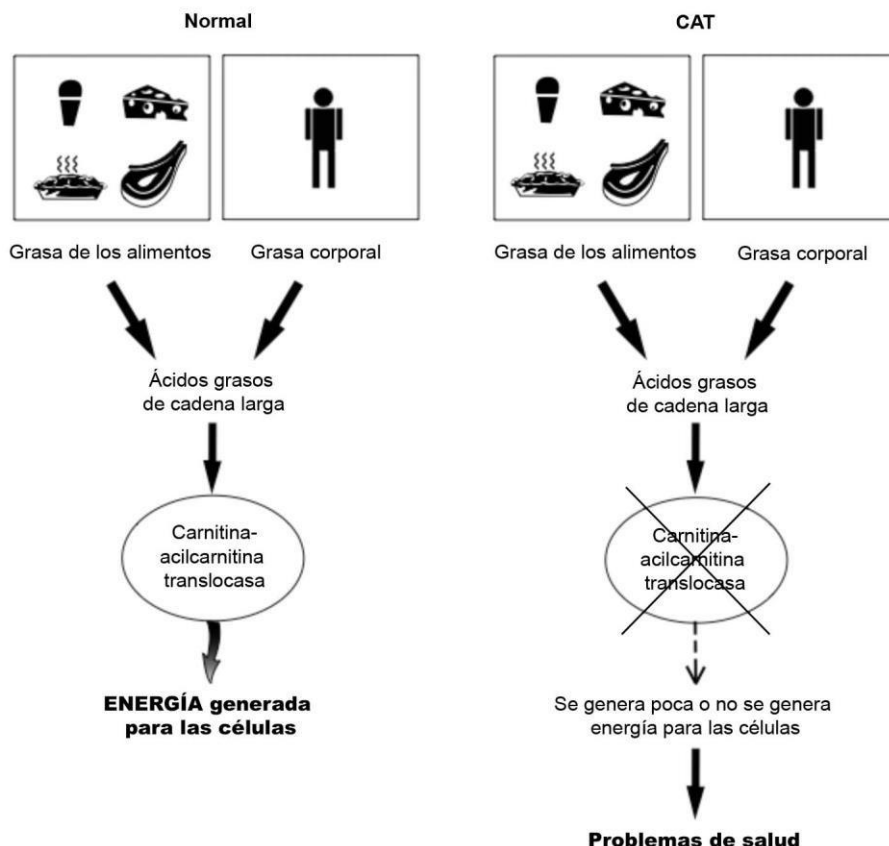 Normal
Grasa de los alimentos
Grasa corporal
Ácidos grasos
de cadena larga
Carnitina-
acilcarnitina
translocasa
ENERGÍA generada
para las células
CAT
Grasa de los alimentos
Grasa corporal
Ácidos grasos
de cadena larga
Carnitina-
acilcarnitina
translocasa
Se genera poca o no se genera
energía para las células
Problemas de salud